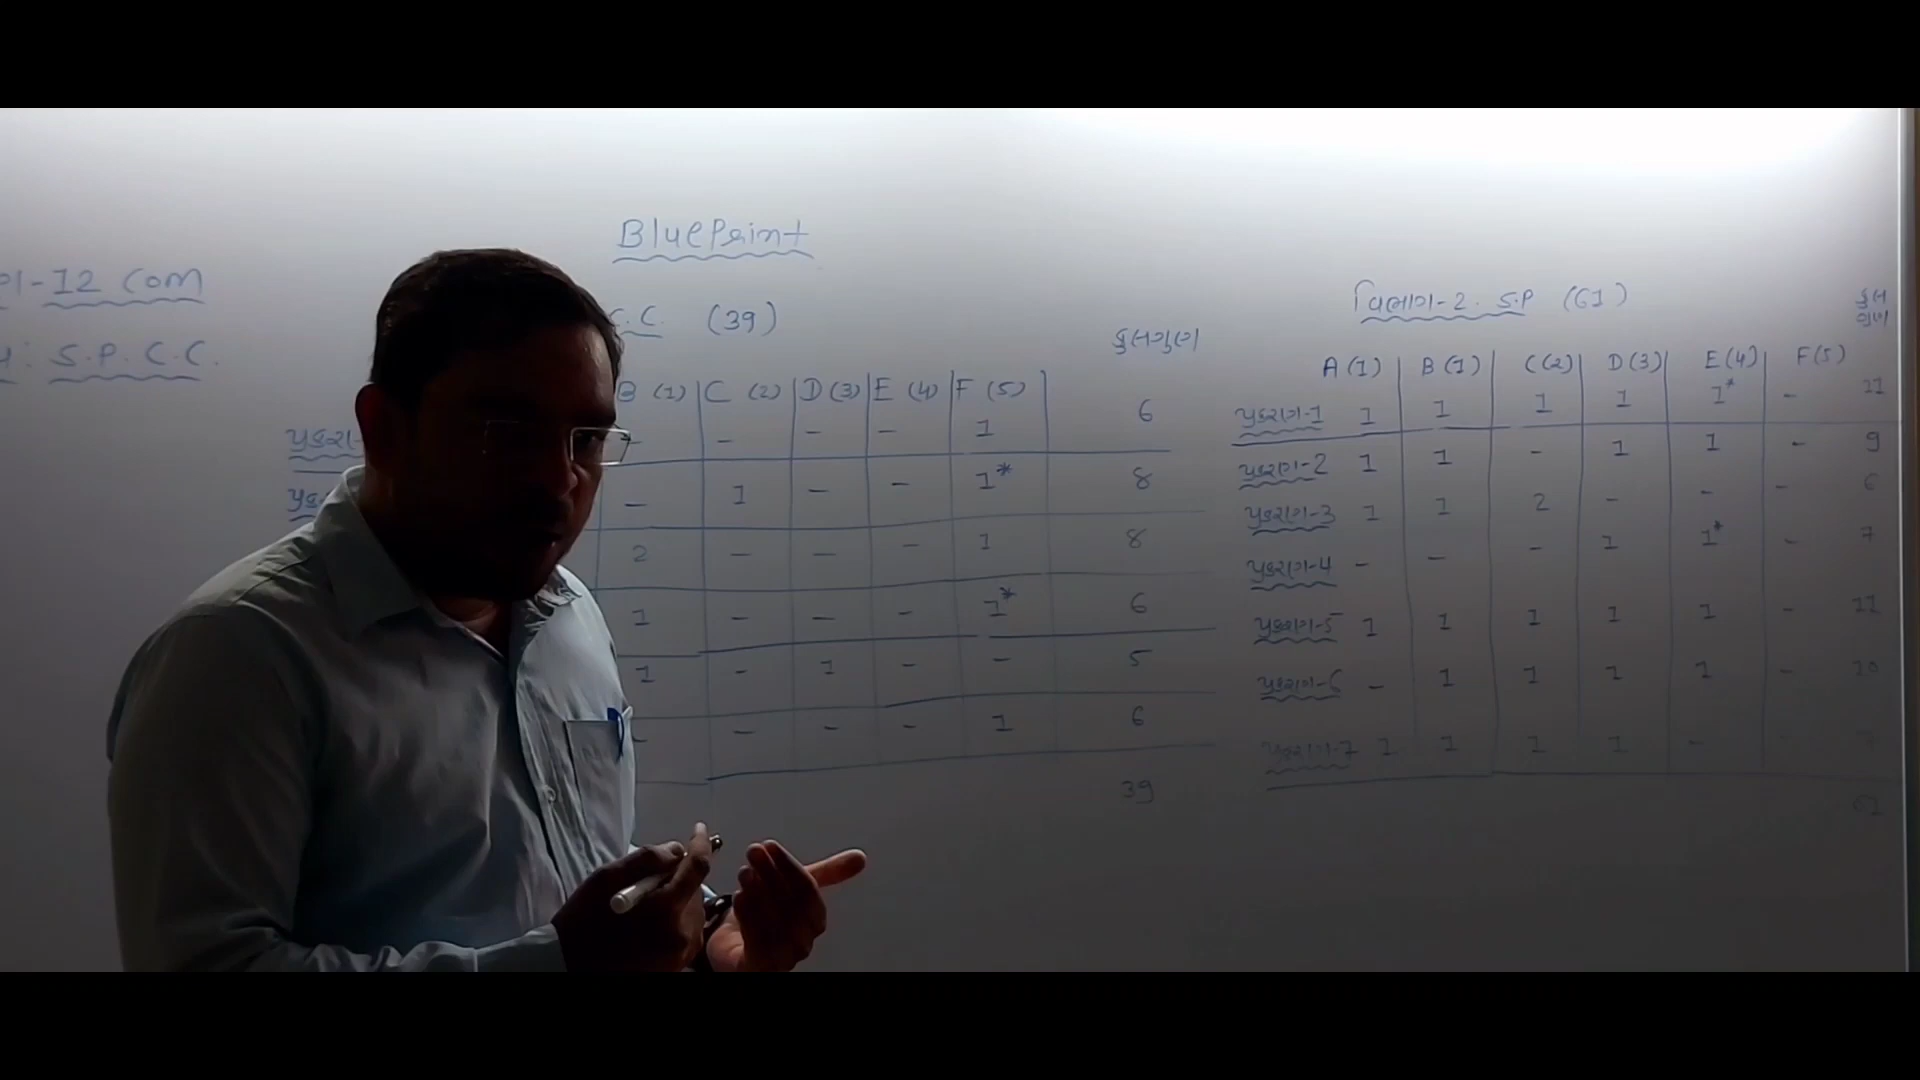 BluePrint
-12 Com
S.P.C.C.
C.C. (39)
કુલગુણ
B (1) C (2) D (3) E (4) F (5)
- - - - 1 6
- 1 - - 1* 8
2 - - - 1 8
1 - - - 1* 6
1 - 1 - - 5
- - - - 1 6
39
વિભાગ-2. S.P (61)
કુલ
ગુણ
A (1) B (1) C (2) D (3) E (4) F (5)
પ્રકરણ-1 1 1 1 1 1* - 11
પ્રકરણ-2 1 1 - 1 1 - 9
પ્રકરણ-3 1 1 2 - - - 6
પ્રકરણ-4 - - - 1 1* - 7
પ્રકરણ-5 1 1 1 1 1 - 11
પ્રકરણ-6 - 1 1 1 1 - 10
પ્રકરણ-7 1 1 1 1 - 7
61